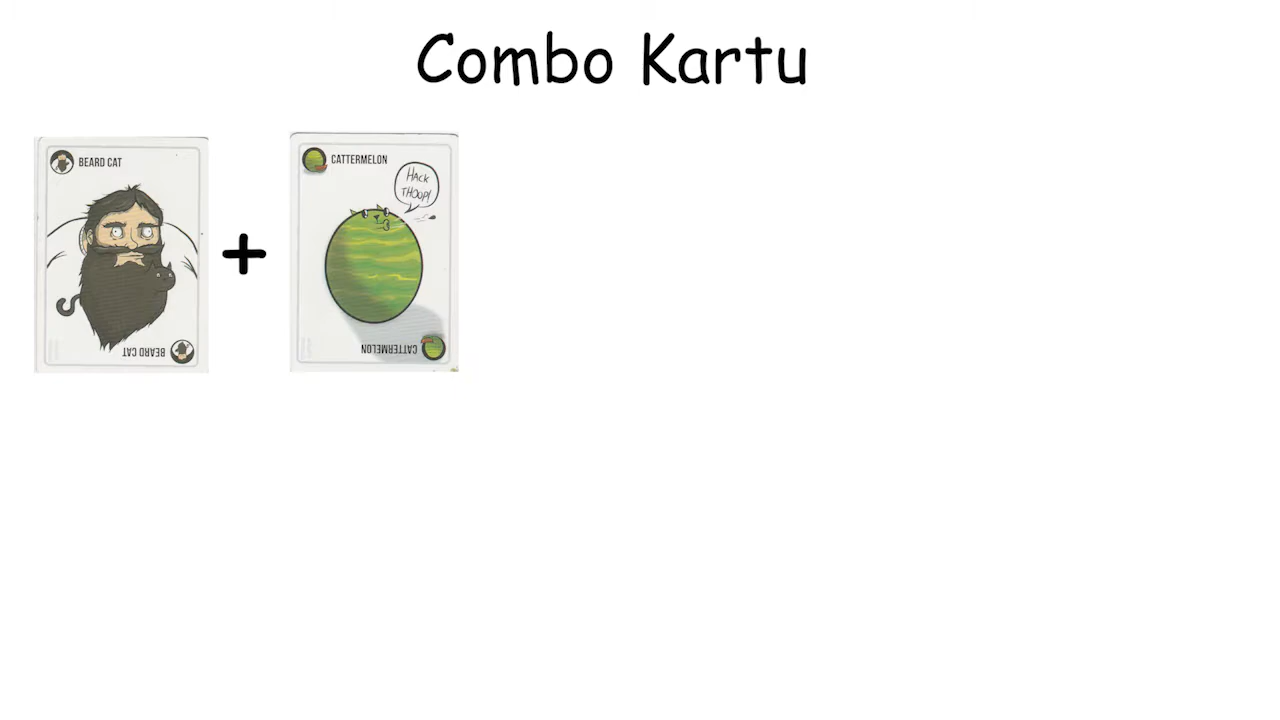 Combo Kartu
BEARD CAT
CATTERMELON
HACK
THOOP!
+
BEARD CAT
CATTERMELON